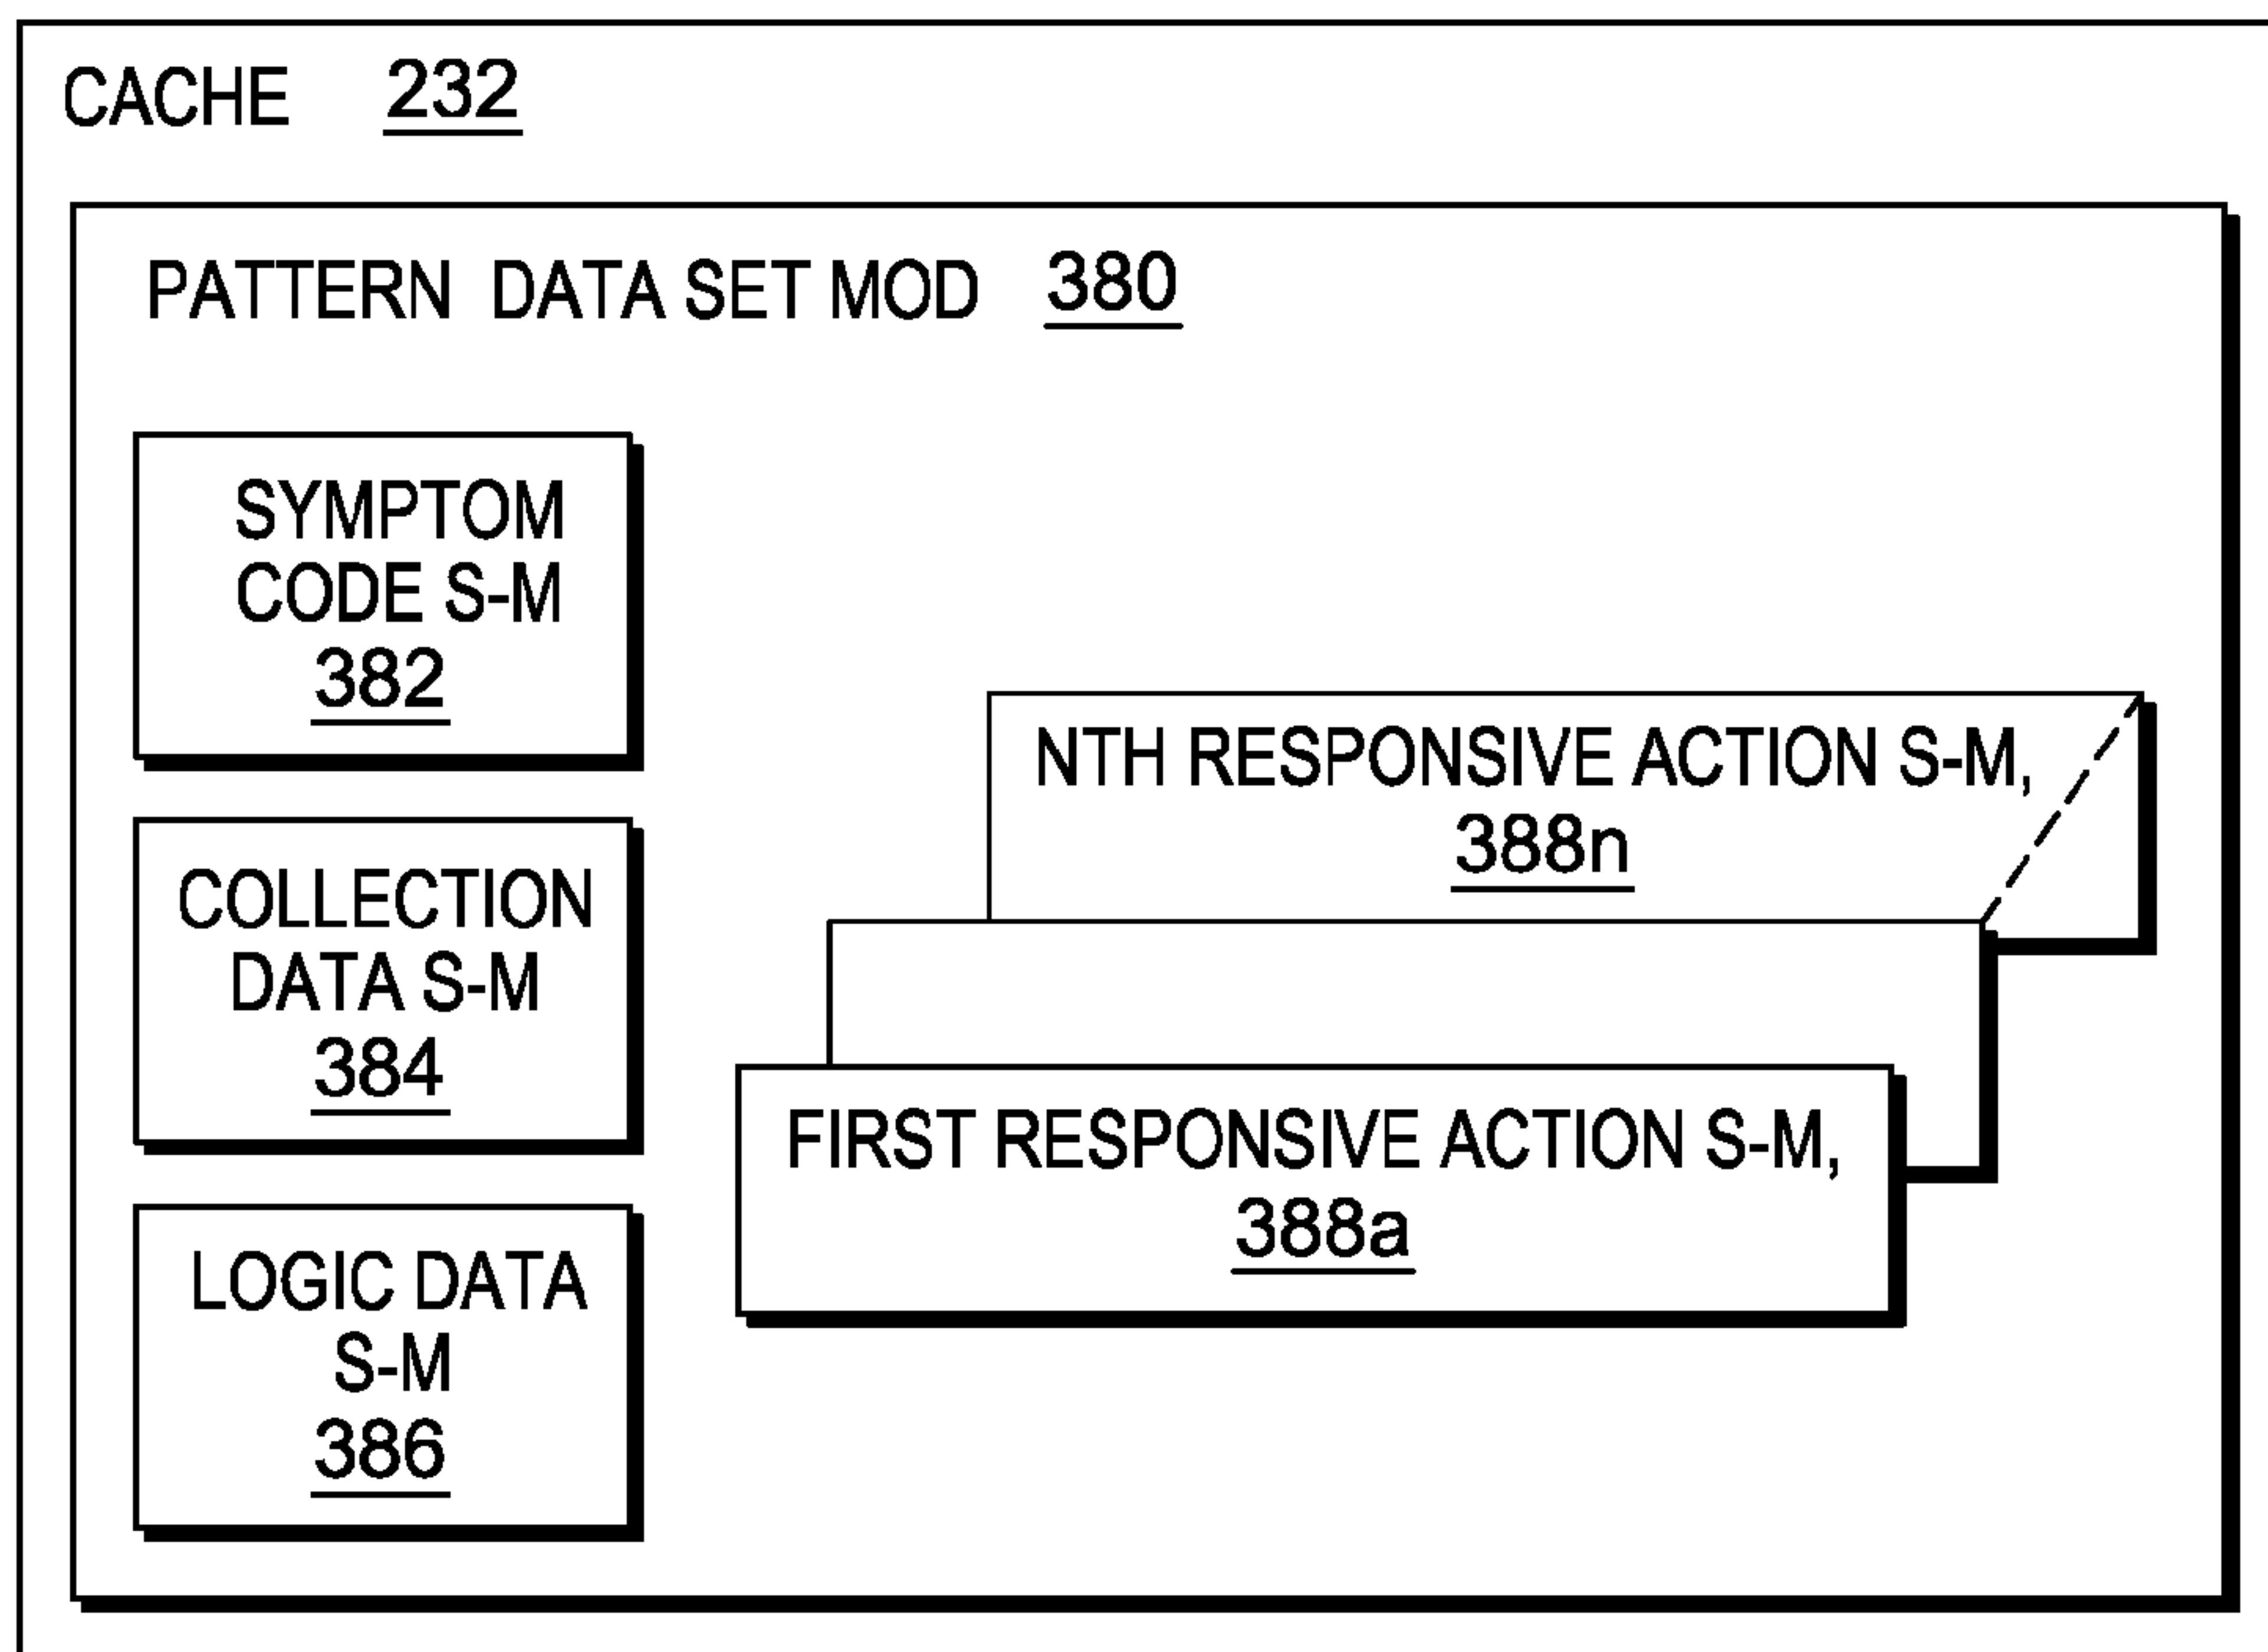 CACHE 232
PATTERN DATA SET MOD 380
SYMPTOM
CODE S-M
382
COLLECTION
DATA S-M
384
LOGIC DATA
S-M
386
NTH RESPONSIVE ACTION S-M,
388n
FIRST RESPONSIVE ACTION S-M,
388a